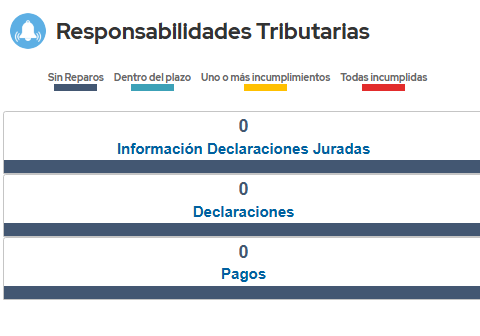 Responsabilidades Tributarias
Sin Reparos Dentro del plazo Uno o más incumplimientos Todas incumplidas
0
Información Declaraciones Juradas
0
Declaraciones
0
Pagos